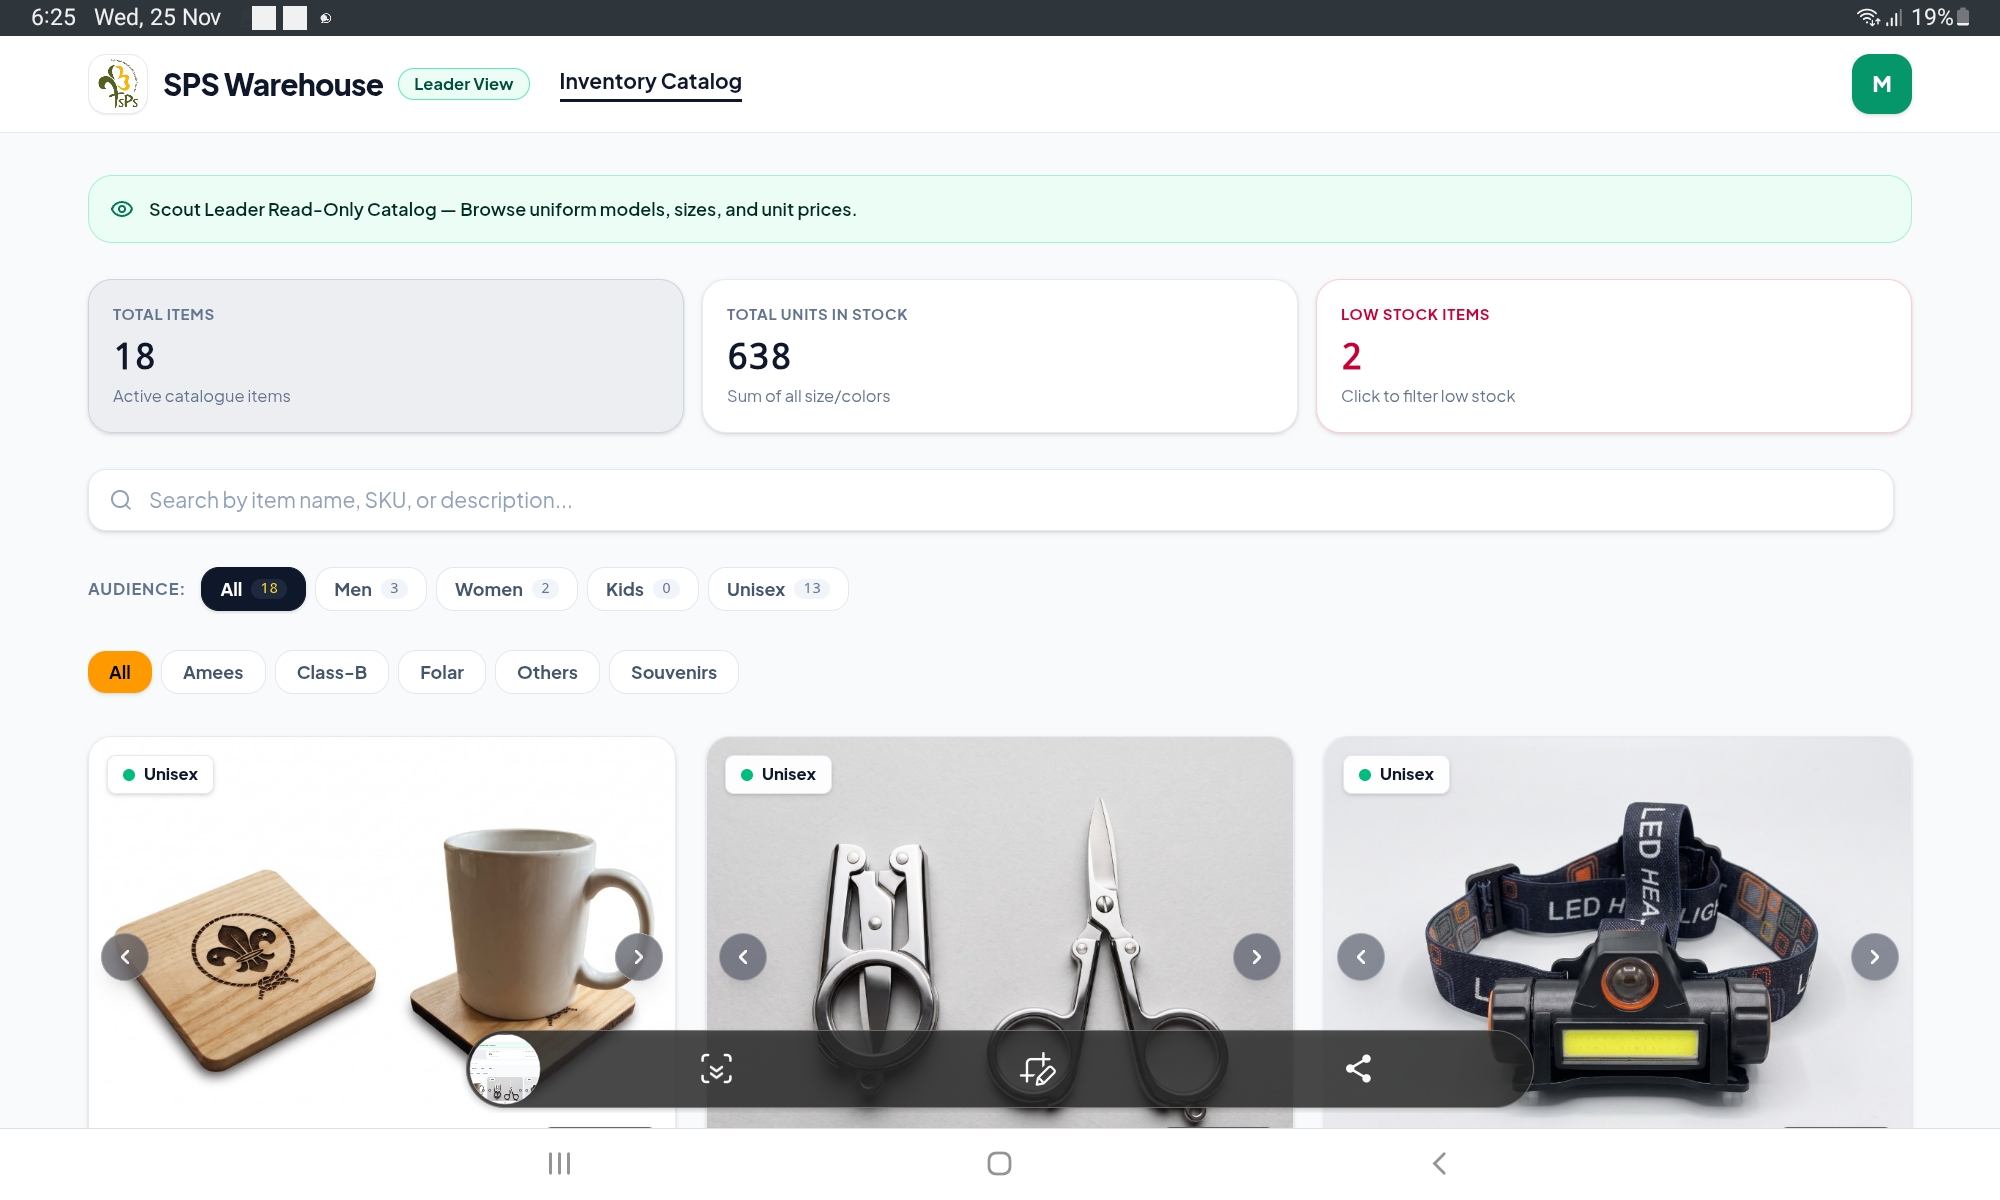 6:25 Wed, 25 Nov 19%
SPS Warehouse Leader View Inventory Catalog M
Scout Leader Read-Only Catalog — Browse uniform models, sizes, and unit prices.
TOTAL ITEMS
18
Active catalogue items
TOTAL UNITS IN STOCK
638
Sum of all size/colors
LOW STOCK ITEMS
2
Click to filter low stock
Search by item name, SKU, or description...
AUDIENCE: All 18 Men 3 Women 2 Kids 0 Unisex 13
All Amees Class-B Folar Others Souvenirs
Unisex
Unisex
Unisex
LED HEA
LED H LIGH